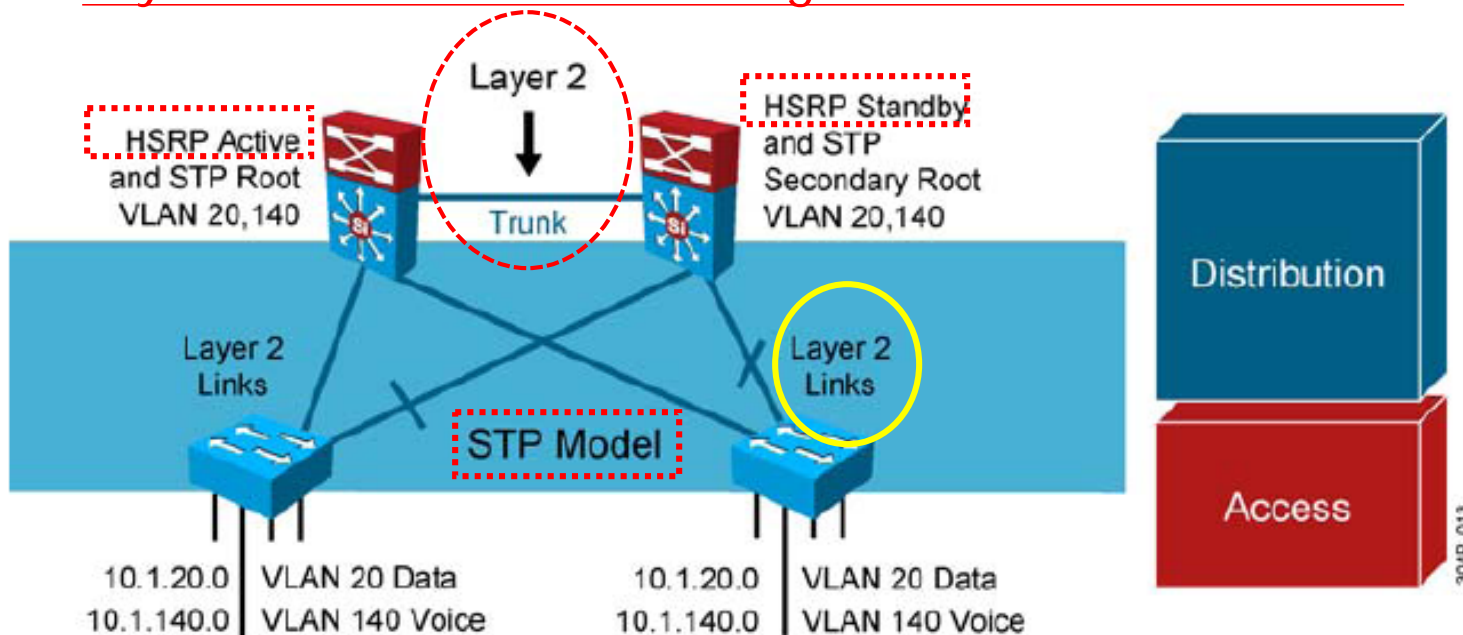 Layer 2
HSRP Active
and STP Root
VLAN 20,140
HSRP Standby
and STP
Secondary Root
VLAN 20,140
Si
Trunk
Si
Distribution
Layer 2
Links
Layer 2
Links
STP Model
Access
10.1.20.0 VLAN 20 Data
10.1.140.0 VLAN 140 Voice
10.1.20.0 VLAN 20 Data
10.1.140.0 VLAN 140 Voice